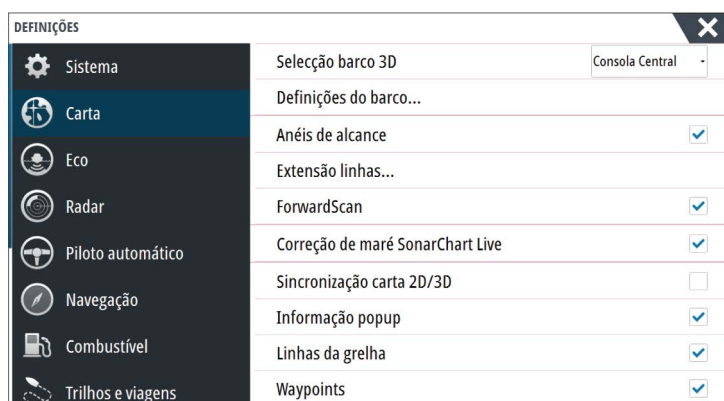 DEFINIÇÕES
Sistema
Carta
Eco
Radar
Piloto automático
Navegação
Combustível
Trilhos e viagens
Selecção barco 3D
Consola Central
Definições do barco...
Anéis de alcance
Extensão linhas...
ForwardScan
Correção de maré SonarChart Live
Sincronização carta 2D/3D
Informação popup
Linhas da grelha
Waypoints